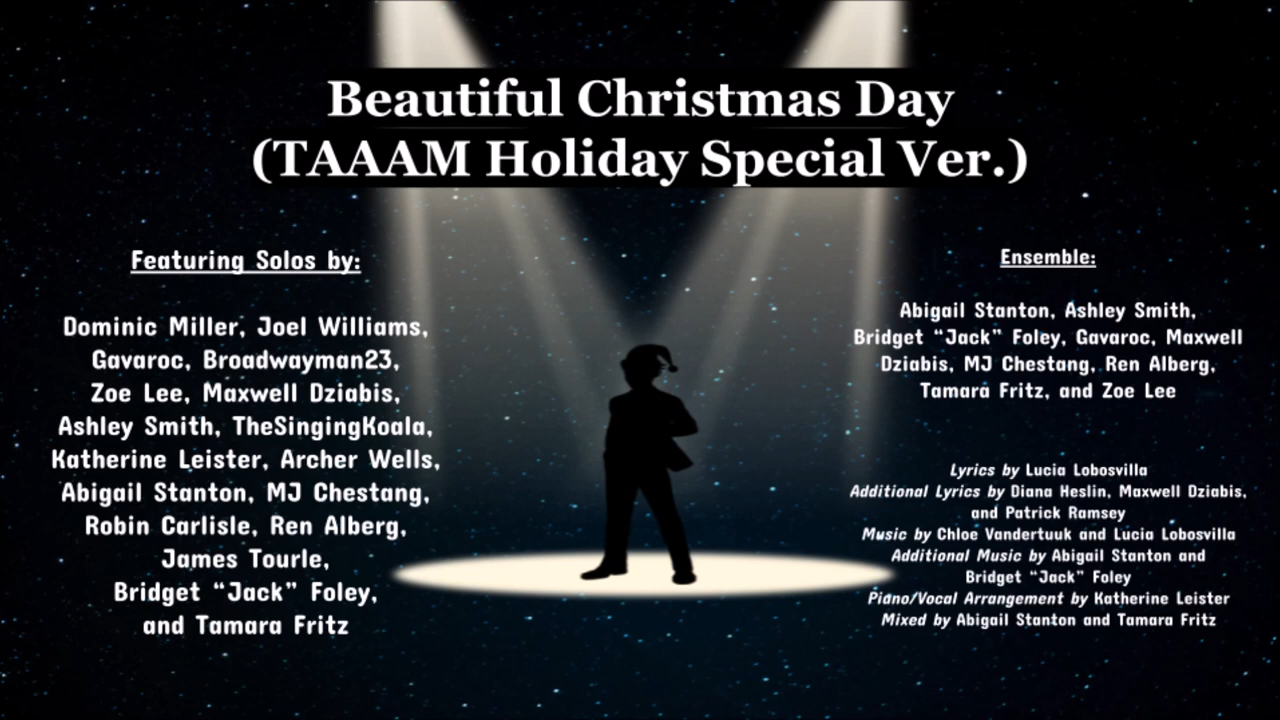 Beautiful Christmas Day
(TAAAM Holiday Special Ver.)
Featuring Solos by:
Dominic Miller, Joel Williams,
Gavaroc, Broadwayman23,
Zoe Lee, Maxwell Dziabis,
Ashley Smith, TheSingingKoala,
Katherine Leister, Archer Wells,
Abigail Stanton, MJ Chestang,
Robin Carlisle, Ren Alberg,
James Tourle,
Bridget “Jack” Foley,
and Tamara Fritz
Ensemble:
Abigail Stanton, Ashley Smith,
Bridget “Jack” Foley, Gavaroc, Maxwell
Dziabis, MJ Chestang, Ren Alberg,
Tamara Fritz, and Zoe Lee
Lyrics by Lucia Lobosvilla
Additional Lyrics by Diana Heslin, Maxwell Dziabis,
and Patrick Ramsey
Music by Chloe Vandertuuk and Lucia Lobosvilla
Additional Music by Abigail Stanton and
Bridget “Jack” Foley
Piano/Vocal Arrangement by Katherine Leister
Mixed by Abigail Stanton and Tamara Fritz